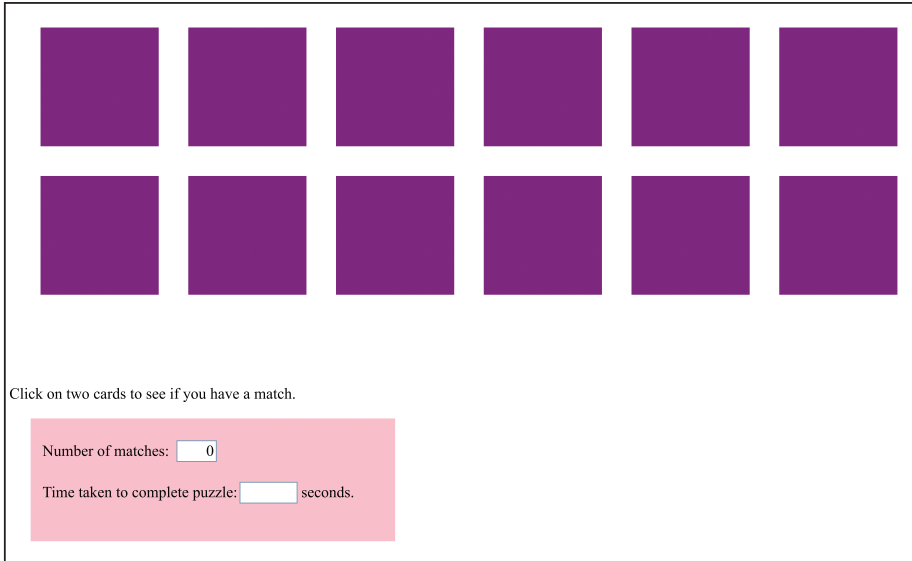 Click on two cards to see if you have a match.
Number of matches: 0
Time taken to complete puzzle: seconds.